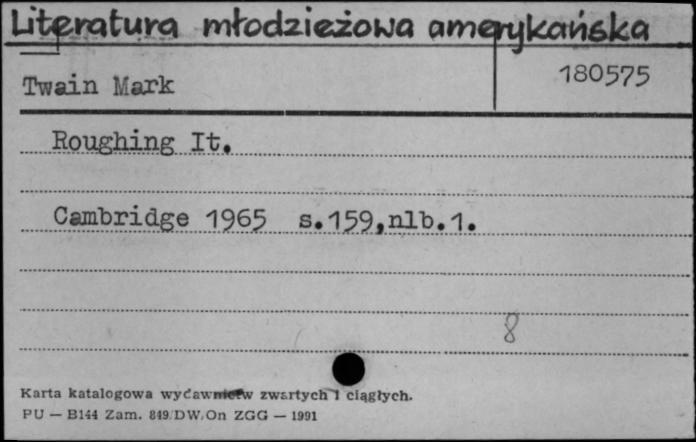 Literatura młodzieżowa amerykańska
Twain Mark
180575
Roughing It.
Cambridge 1965 s.159,nlb.1.
8
Karta katalogowa wydawnictw zwartych i ciągłych.
PU — B144 Zam. 849/DW/On ZGG — 1991